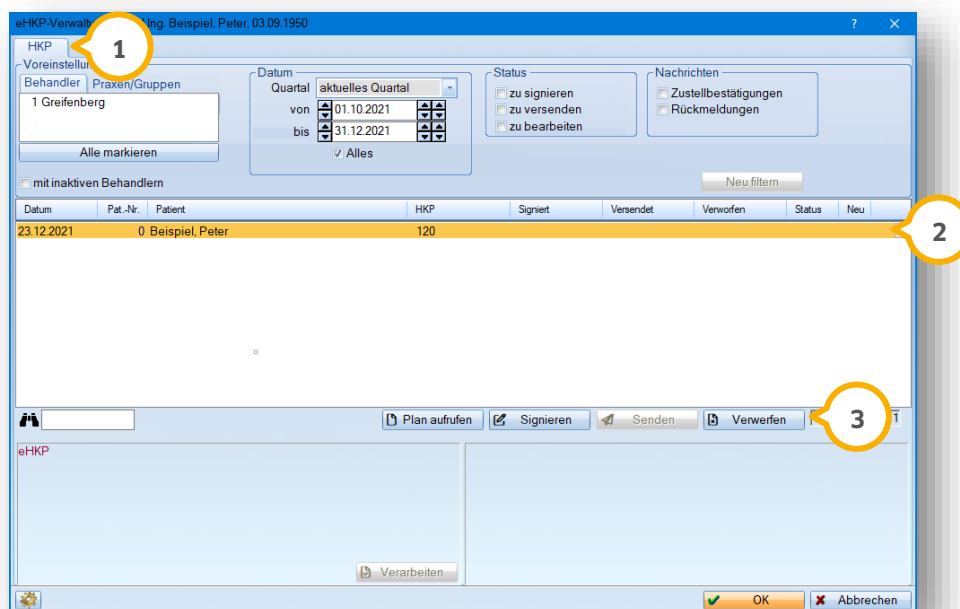 eHKP-Verwaltu Ing. Beispiel, Peter, 03.09.1950 ?
HKP
1
Voreinstellun
Behandler Praxen/Gruppen
1 Greifenberg
Alle markieren
mit inaktiven Behandlern
Datum
Quartal aktuelles Quartal
von 01.10.2021
bis 31.12.2021
Alles
Status
zu signieren
zu versenden
zu bearbeiten
Nachrichten
Zustellbestätigungen
Rückmeldungen
Neu filtern
Datum Pat.-Nr. Patient HKP Signiert Versendet Verworfen Status Neu
23.12.2021 0 Beispiel, Peter 120
2
Plan aufrufen Signieren Senden Verwerfen 1
3
eHKP
Verarbeiten
OK Abbrechen